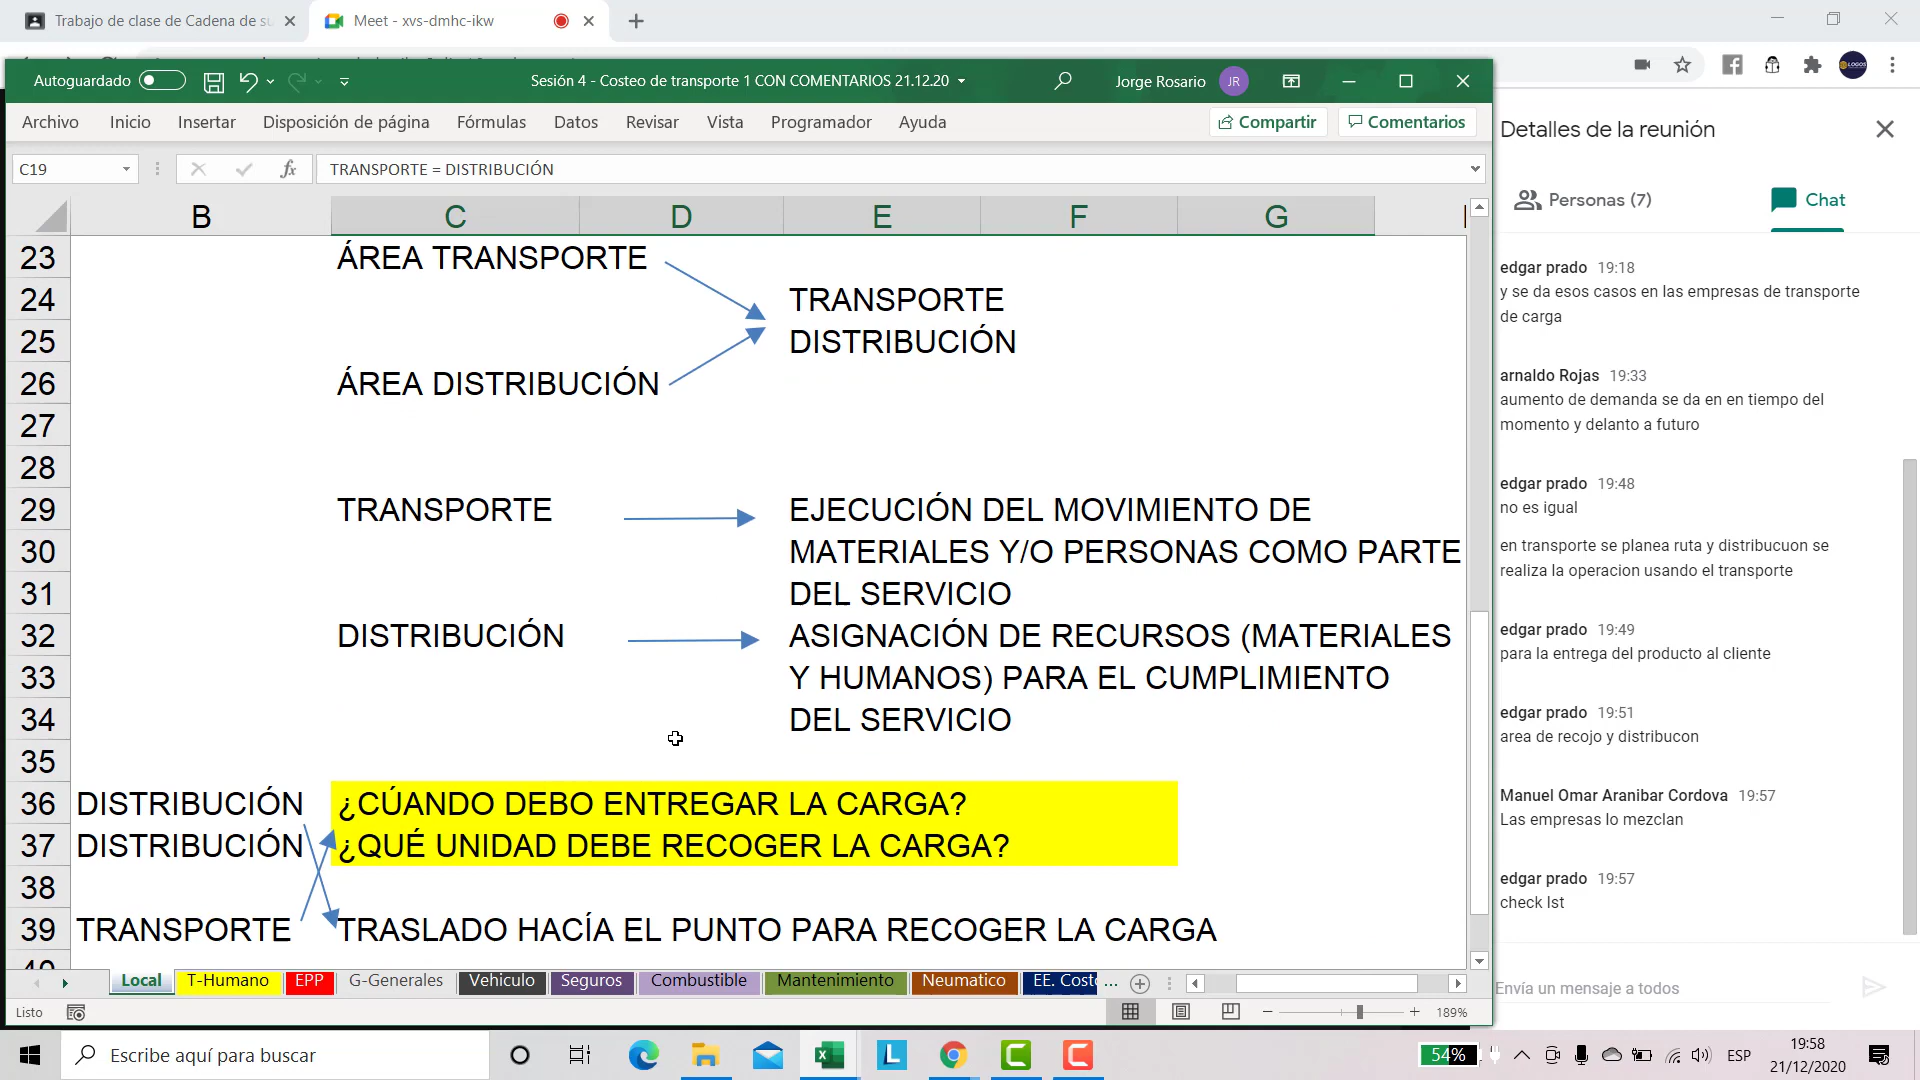 Trabajo de clase de Cadena de su
Meet - xvs-dmhc-ikw
Autoguardado
Sesión 4 - Costeo de transporte 1 CON COMENTARIOS 21.12.20
Jorge Rosario
JR
Archivo
Inicio
Insertar
Disposición de página
Fórmulas
Datos
Revisar
Vista
Programador
Ayuda
Compartir
Comentarios
C19
fx
TRANSPORTE = DISTRIBUCIÓN
B
C
D
E
F
G
23
ÁREA TRANSPORTE
24
TRANSPORTE
25
DISTRIBUCIÓN
26
ÁREA DISTRIBUCIÓN
27
28
29
TRANSPORTE
EJECUCIÓN DEL MOVIMIENTO DE
30
MATERIALES Y/O PERSONAS COMO PARTE
31
DEL SERVICIO
32
DISTRIBUCIÓN
ASIGNACIÓN DE RECURSOS (MATERIALES
33
Y HUMANOS) PARA EL CUMPLIMIENTO
34
DEL SERVICIO
35
36
DISTRIBUCIÓN
¿CÚANDO DEBO ENTREGAR LA CARGA?
37
DISTRIBUCIÓN
¿QUÉ UNIDAD DEBE RECOGER LA CARGA?
38
39
TRANSPORTE
TRASLADO HACÍA EL PUNTO PARA RECOGER LA CARGA
40
Local
T-Humano
EPP
G-Generales
Vehiculo
Seguros
Combustible
Mantenimiento
Neumatico
EE. Costo
...
Listo
189%
Detalles de la reunión
Personas (7)
Chat
edgar prado 19:18
y se da esos casos en las empresas de transporte
de carga
arnaldo Rojas 19:33
aumento de demanda se da en en tiempo del
momento y delanto a futuro
edgar prado 19:48
no es igual
en transporte se planea ruta y distribucuon se
realiza la operacion usando el transporte
edgar prado 19:49
para la entrega del producto al cliente
edgar prado 19:51
area de recojo y distribucon
Manuel Omar Aranibar Cordova 19:57
Las empresas lo mezclan
edgar prado 19:57
check lst
Envía un mensaje a todos
Escribe aquí para buscar
L
54%
ESP
19:58
21/12/2020